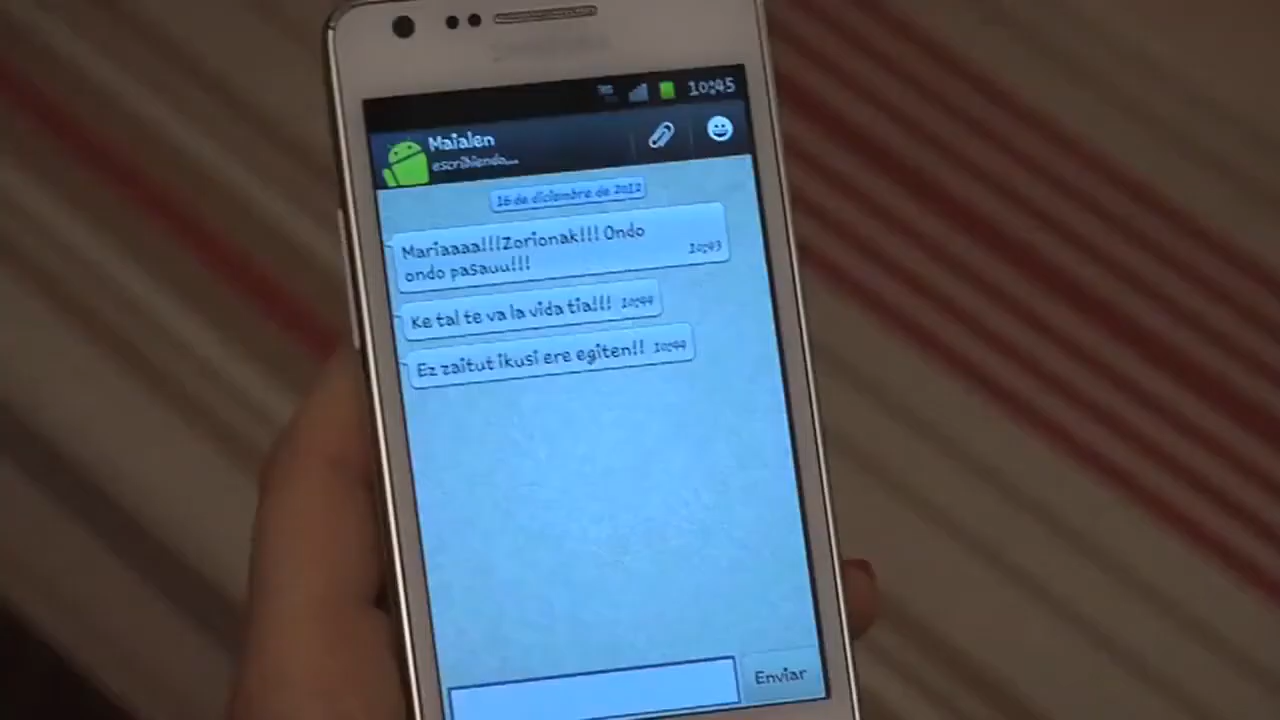 10:45
Maialen
escribiendo...
16 de diciembre de 2012
Mariaaaa!!!Zorionak!!! Ondo
ondo pasauu!!!
10:43
Ke tal te va la vida tia!!! 10:44
Ez zaitut ikusi ere egiten!! 10:44
Enviar